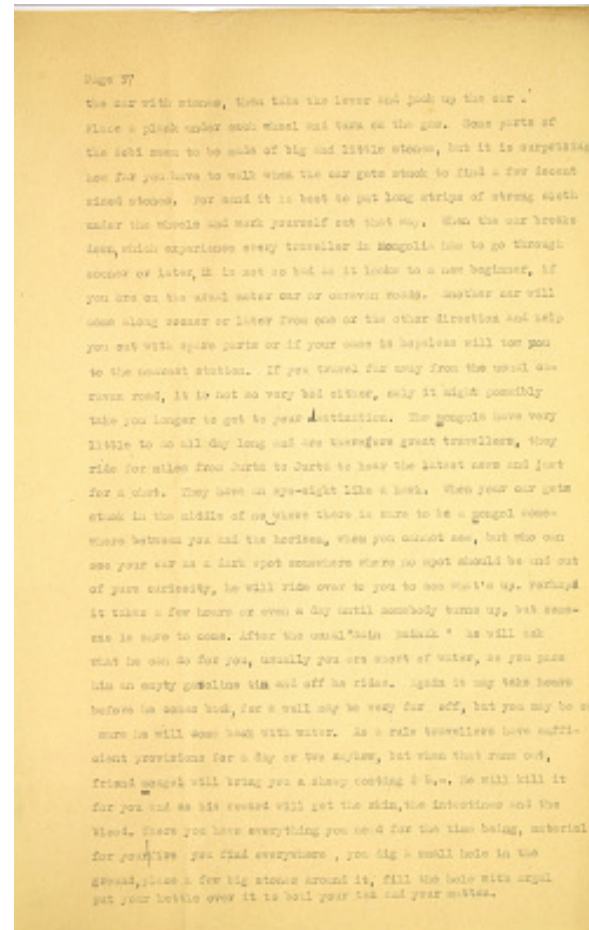 Page 57
the car with stones, then take the lever and jack up the car .
Place a plank under each wheel and turn on the gas. Some parts of
the Gobi seem to be made of big and little stones, but it is surprising
how far you have to walk when the car gets stuck to find a few decent
sized stones. For sand it is best to put long strips of strong cloth
under the wheels and work yourself out that way. When the car breaks
down, which experience every traveller in Mongolia has to go through
sooner or later, it is not so bad as it looks to a new beginner, if
you are on the usual motor car or caravan roads. Another car will
come along sooner or later from one or the other direction and help
you out with spare parts or if your case is hopeless will tow you
to the nearest station. If you travel far away from the usual ca-
ravan road, it is not so very bad either, only it might possibly
take you longer to get to your The mongols have very
little to do all day long and are therefore great travellers, they
ride for miles from Jurta to Jurta to hear the latest news and just
for a chat. They have an eye-sight like a hawk. When your car gets
stuck in the middle of no where there is sure to be a mongol some-
where between you and the horizon, whom you cannot see, but who can
see your car as a dark spot somewhere where no spot should be and out
of pure curiosity, he will ride over to you to see what's up. Perhaps
it takes a few hours or even a day until somebody turns up, but some-
one is sure to come. After the usual " " he will ask
what he can do for you, usually you are short of water, so you pass
him an empty gasoline tin and off he rides. Again it may take hours
before he comes back, for a well may be very far off, but you may be
sure he will come back with water. As a rule travellers have suffi-
cient provisions for a day or two anyhow, but when that runs out,
friend mongol will bring you a sheep costing He will kill it
for you and as his reward will get the skin, the intestines and the
blood. There you have everything you need for the time being, material
for your fire you find everywhere , you dig a small hole in the
ground, place a few big stones around it, fill the hole with argal
put your kettle over it to boil your tea and your mutton.